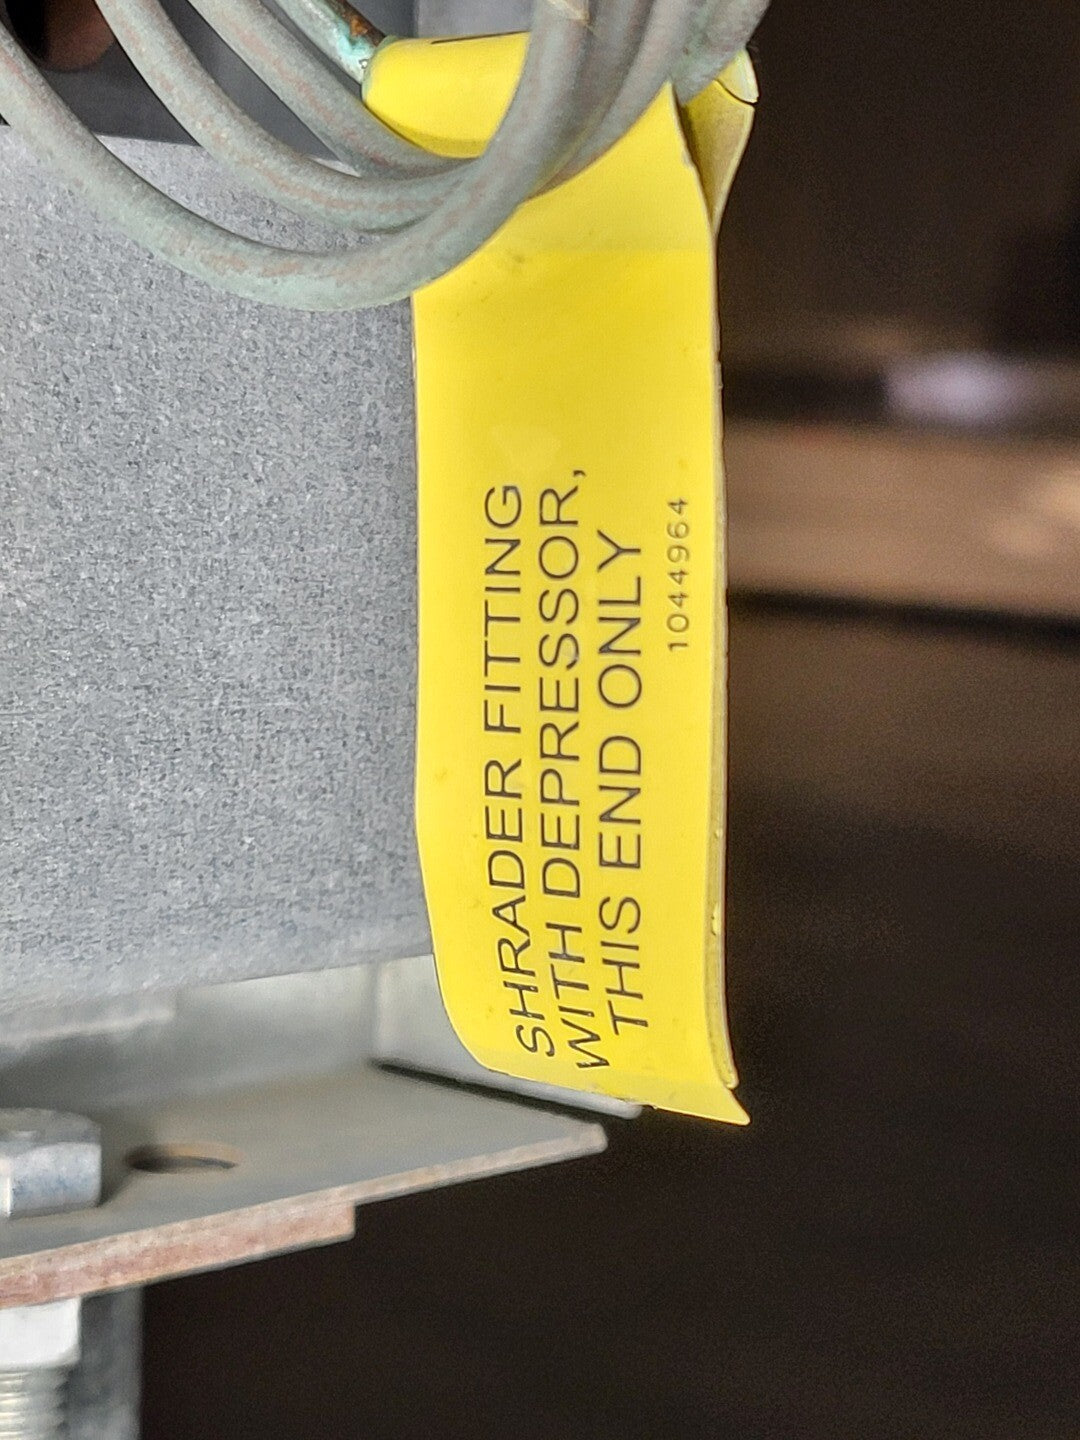 SHRADER FITTING
WITH DEPRESSOR,
THIS END ONLY
1044964